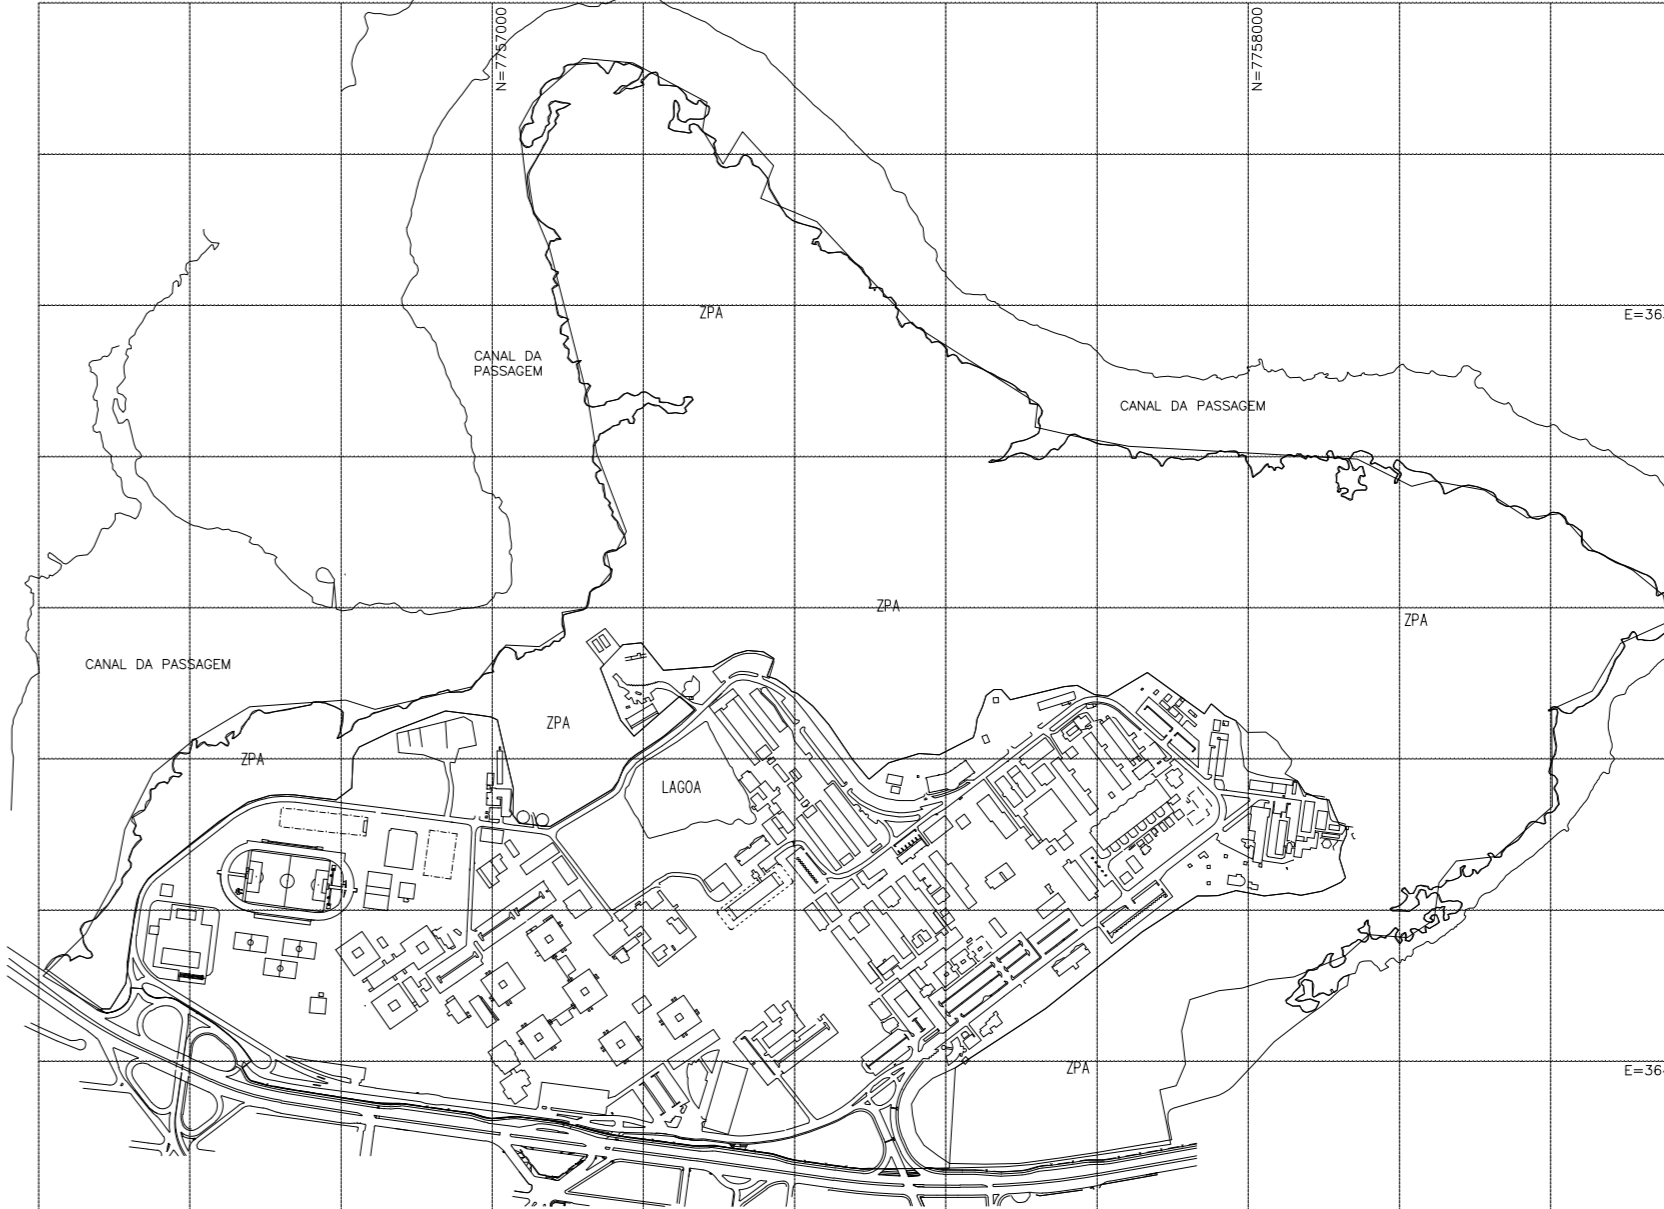 N=7757000
N=7758000
ZPA
E=36
CANAL DA
PASSAGEM
CANAL DA PASSAGEM
ZPA
ZPA
CANAL DA PASSAGEM
ZPA
ZPA
LAGOA
ZPA
E=36